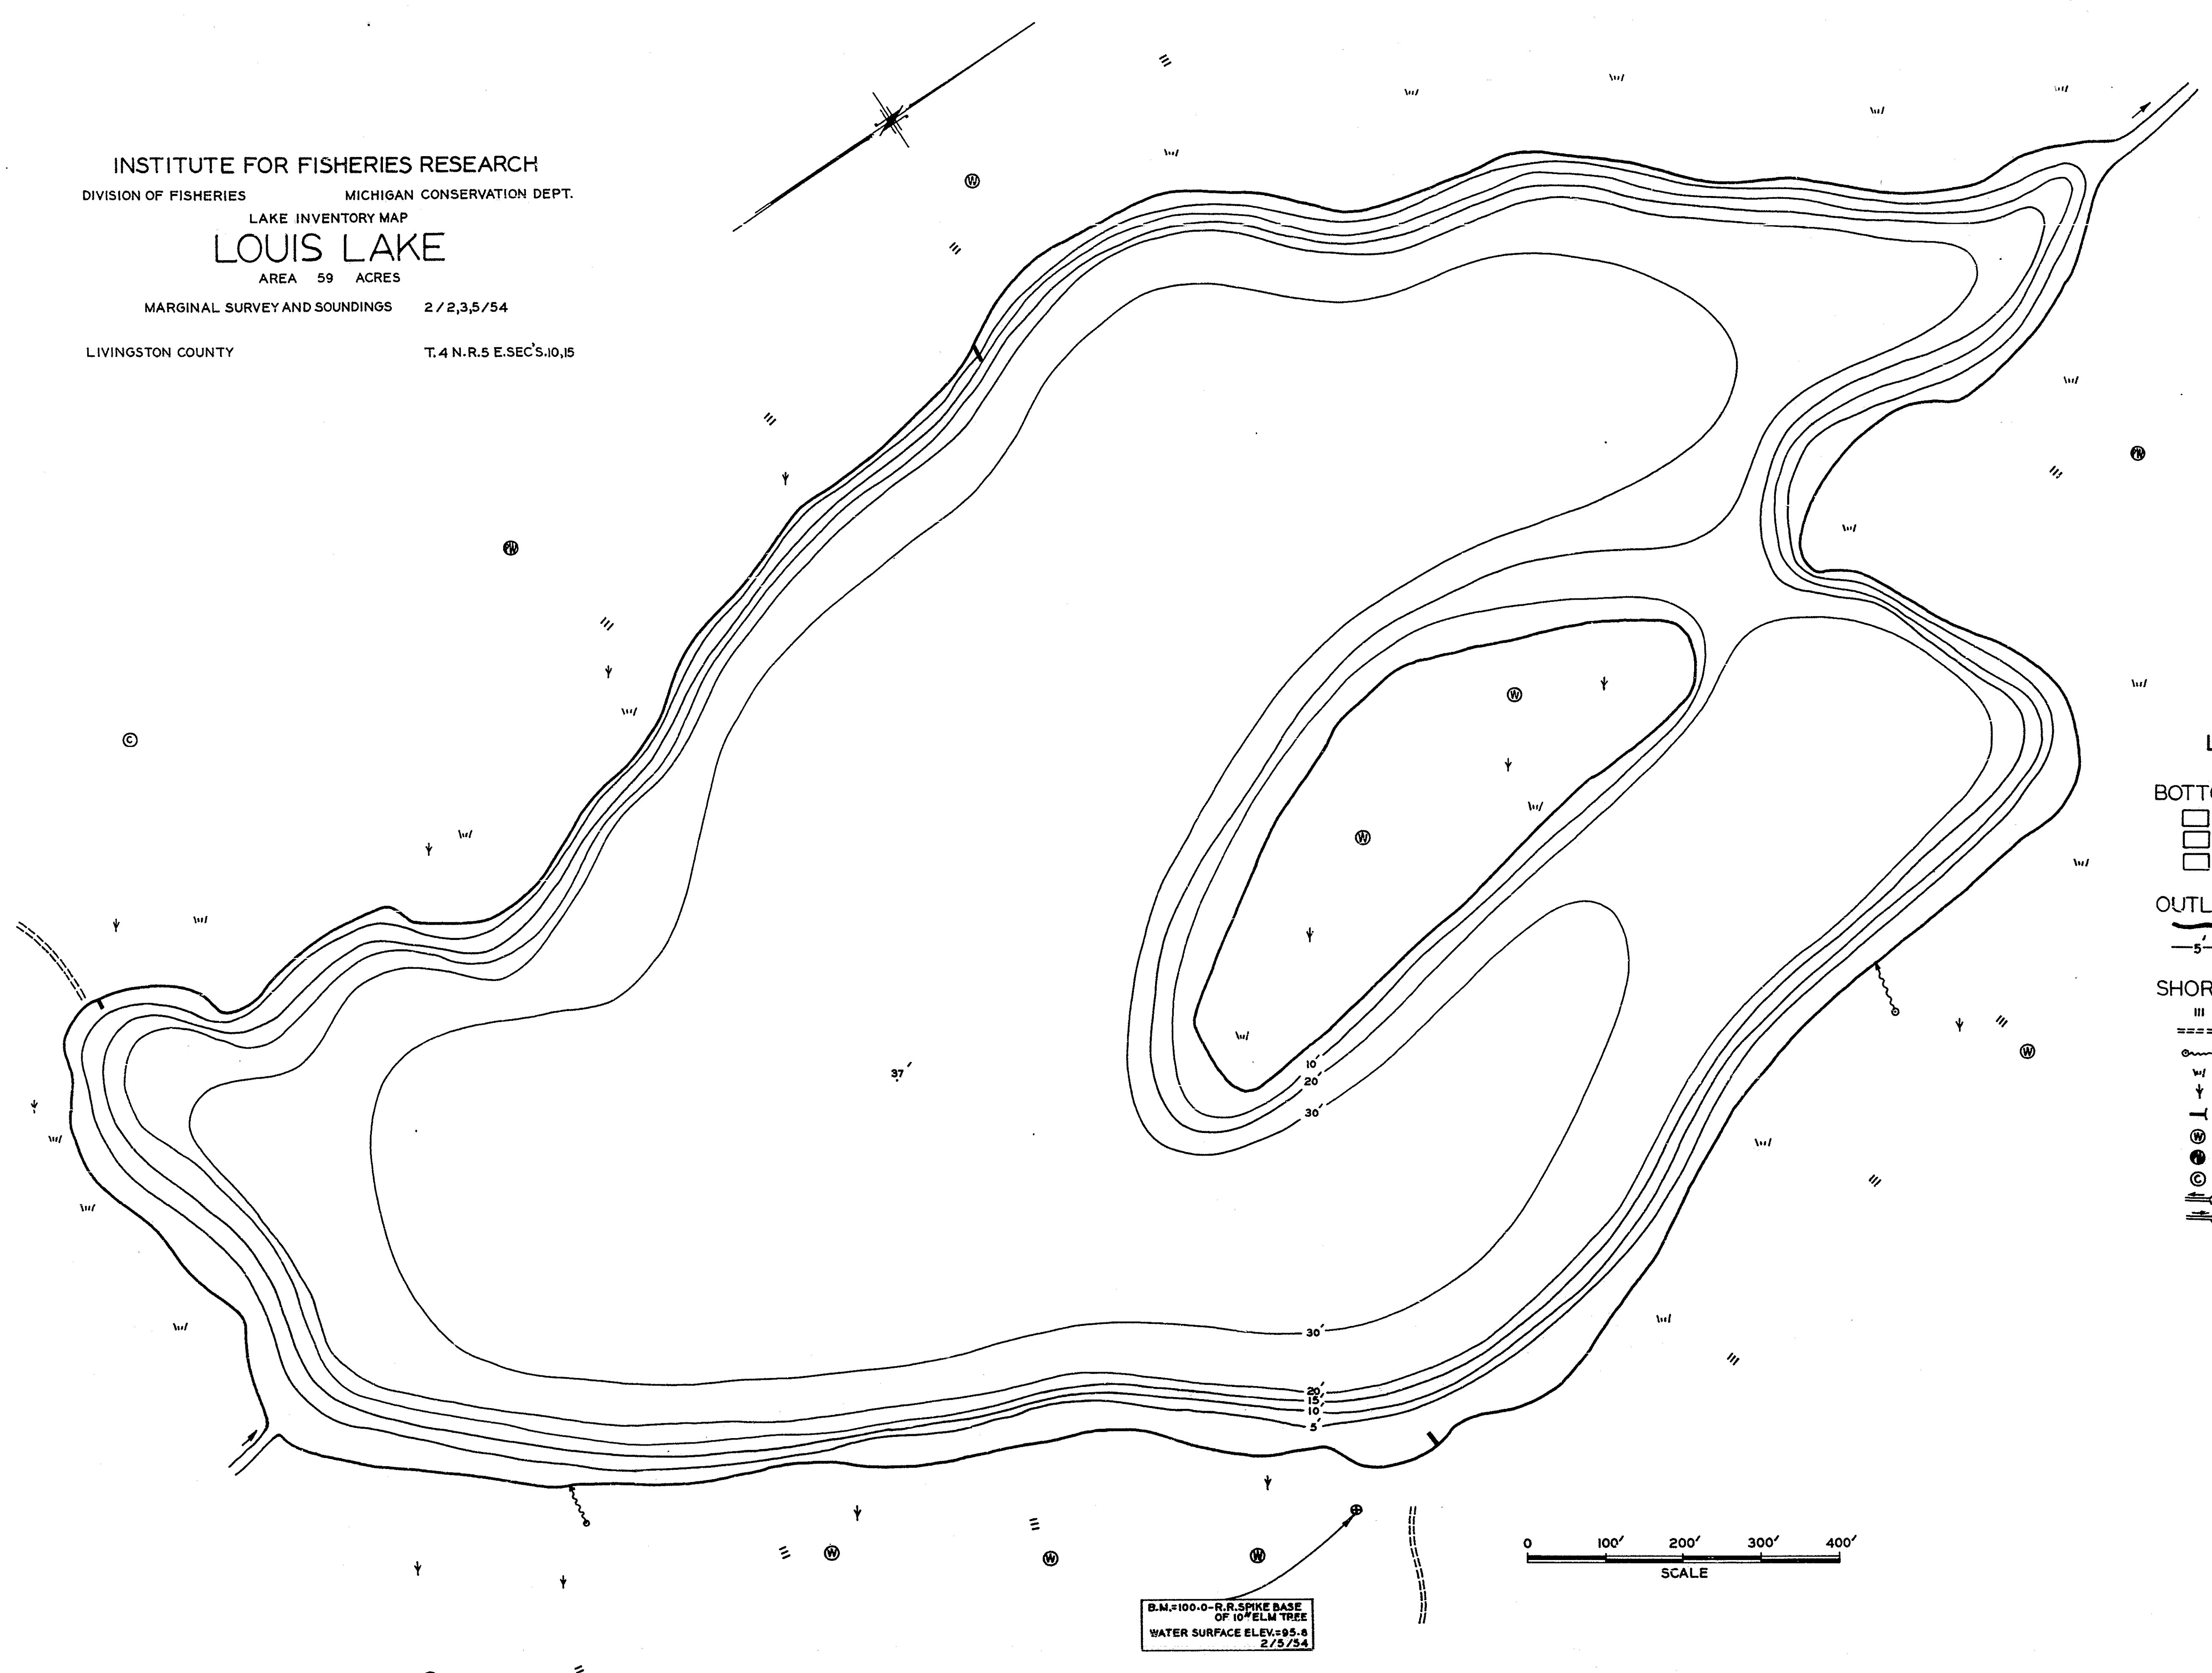 INSTITUTE FOR FISHERIES RESEARCH
DIVISION OF FISHERIES MICHIGAN CONSERVATION DEPT.
LAKE INVENTORY MAP
LOUIS LAKE
AREA 59 ACRES
MARGINAL SURVEY AND SOUNDINGS 2/2,3,5/54
LIVINGSTON COUNTY T.4 N.R.5 E.SEC'S.10,15
W
W
PW
PW
C
W
W
W
37'
10'
20'
30'
30'
20'
15'
10'
5'
BOTT
OUTL
5'
SHOR
W
C
W
W
W
0 100' 200' 300' 400'
SCALE
B.M.=100.0-R.R.SPIKE BASE
OF 10" ELM TREE
WATER SURFACE ELEV.=95.8
2/5/54